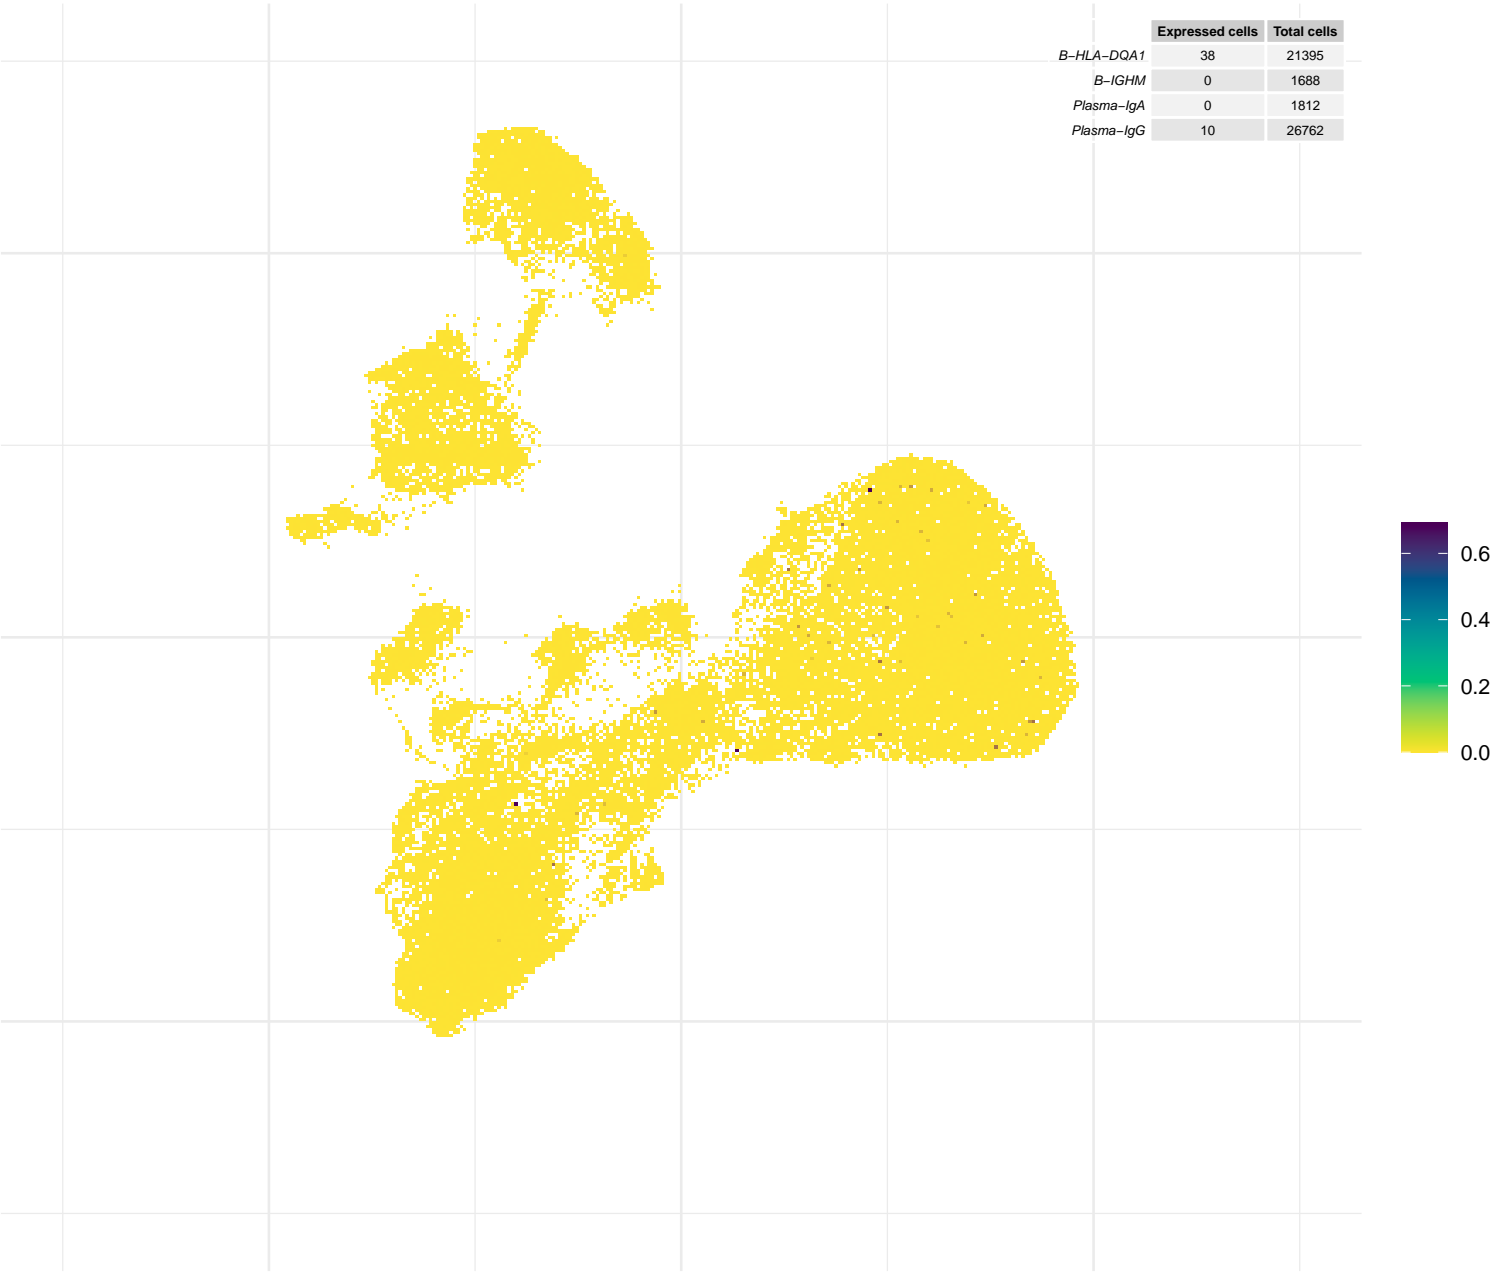 Expressed cells Total cells
B−HLA−DQA1 38 21395
B−IGHM 0 1688
Plasma−IgA 0 1812
Plasma−IgG 10 26762
0.6
0.4
0.2
0.0